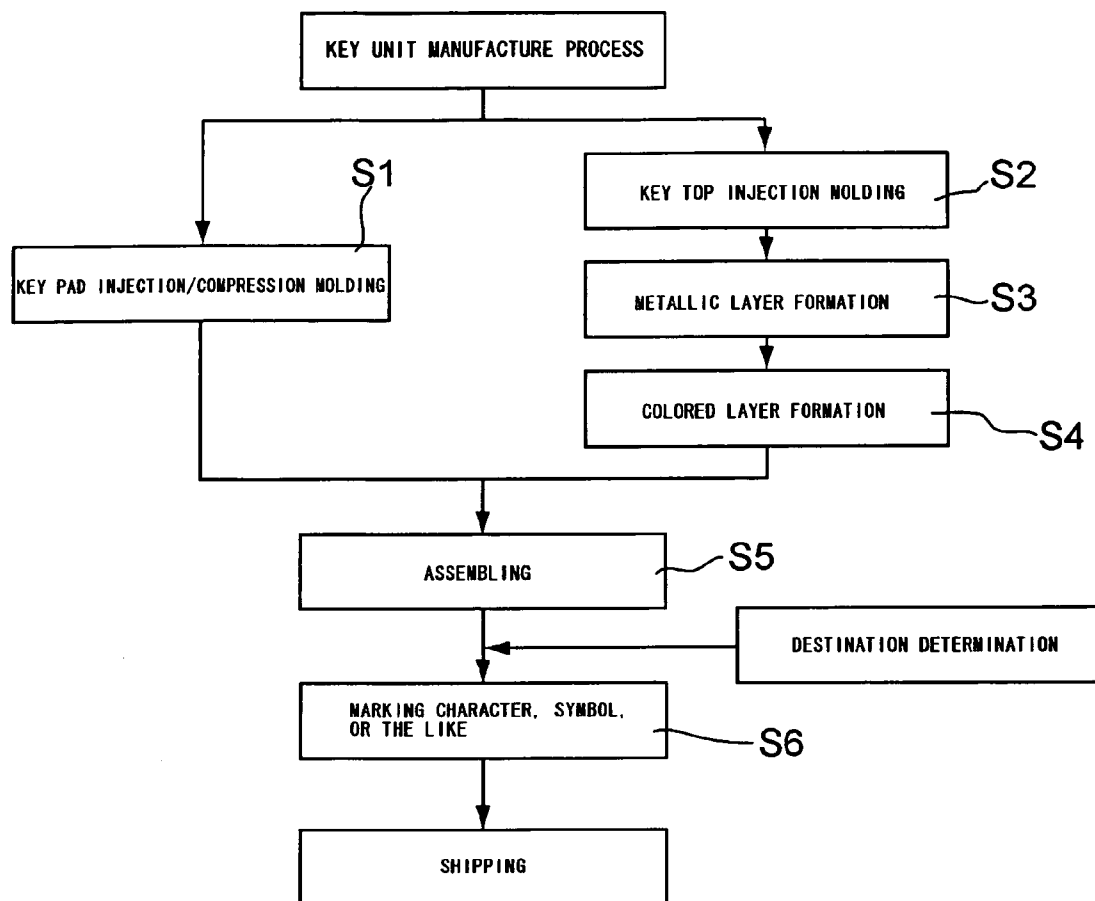 KEY UNIT MANUFACTURE PROCESS
S1
S2
KEY TOP INJECTION MOLDING
KEY PAD INJECTION/COMPRESSION MOLDING
METALLIC LAYER FORMATION
S3
COLORED LAYER FORMATION
S4
ASSEMBLING
S5
DESTINATION DETERMINATION
MARKING CHARACTER, SYMBOL,
OR THE LIKE
S6
SHIPPING